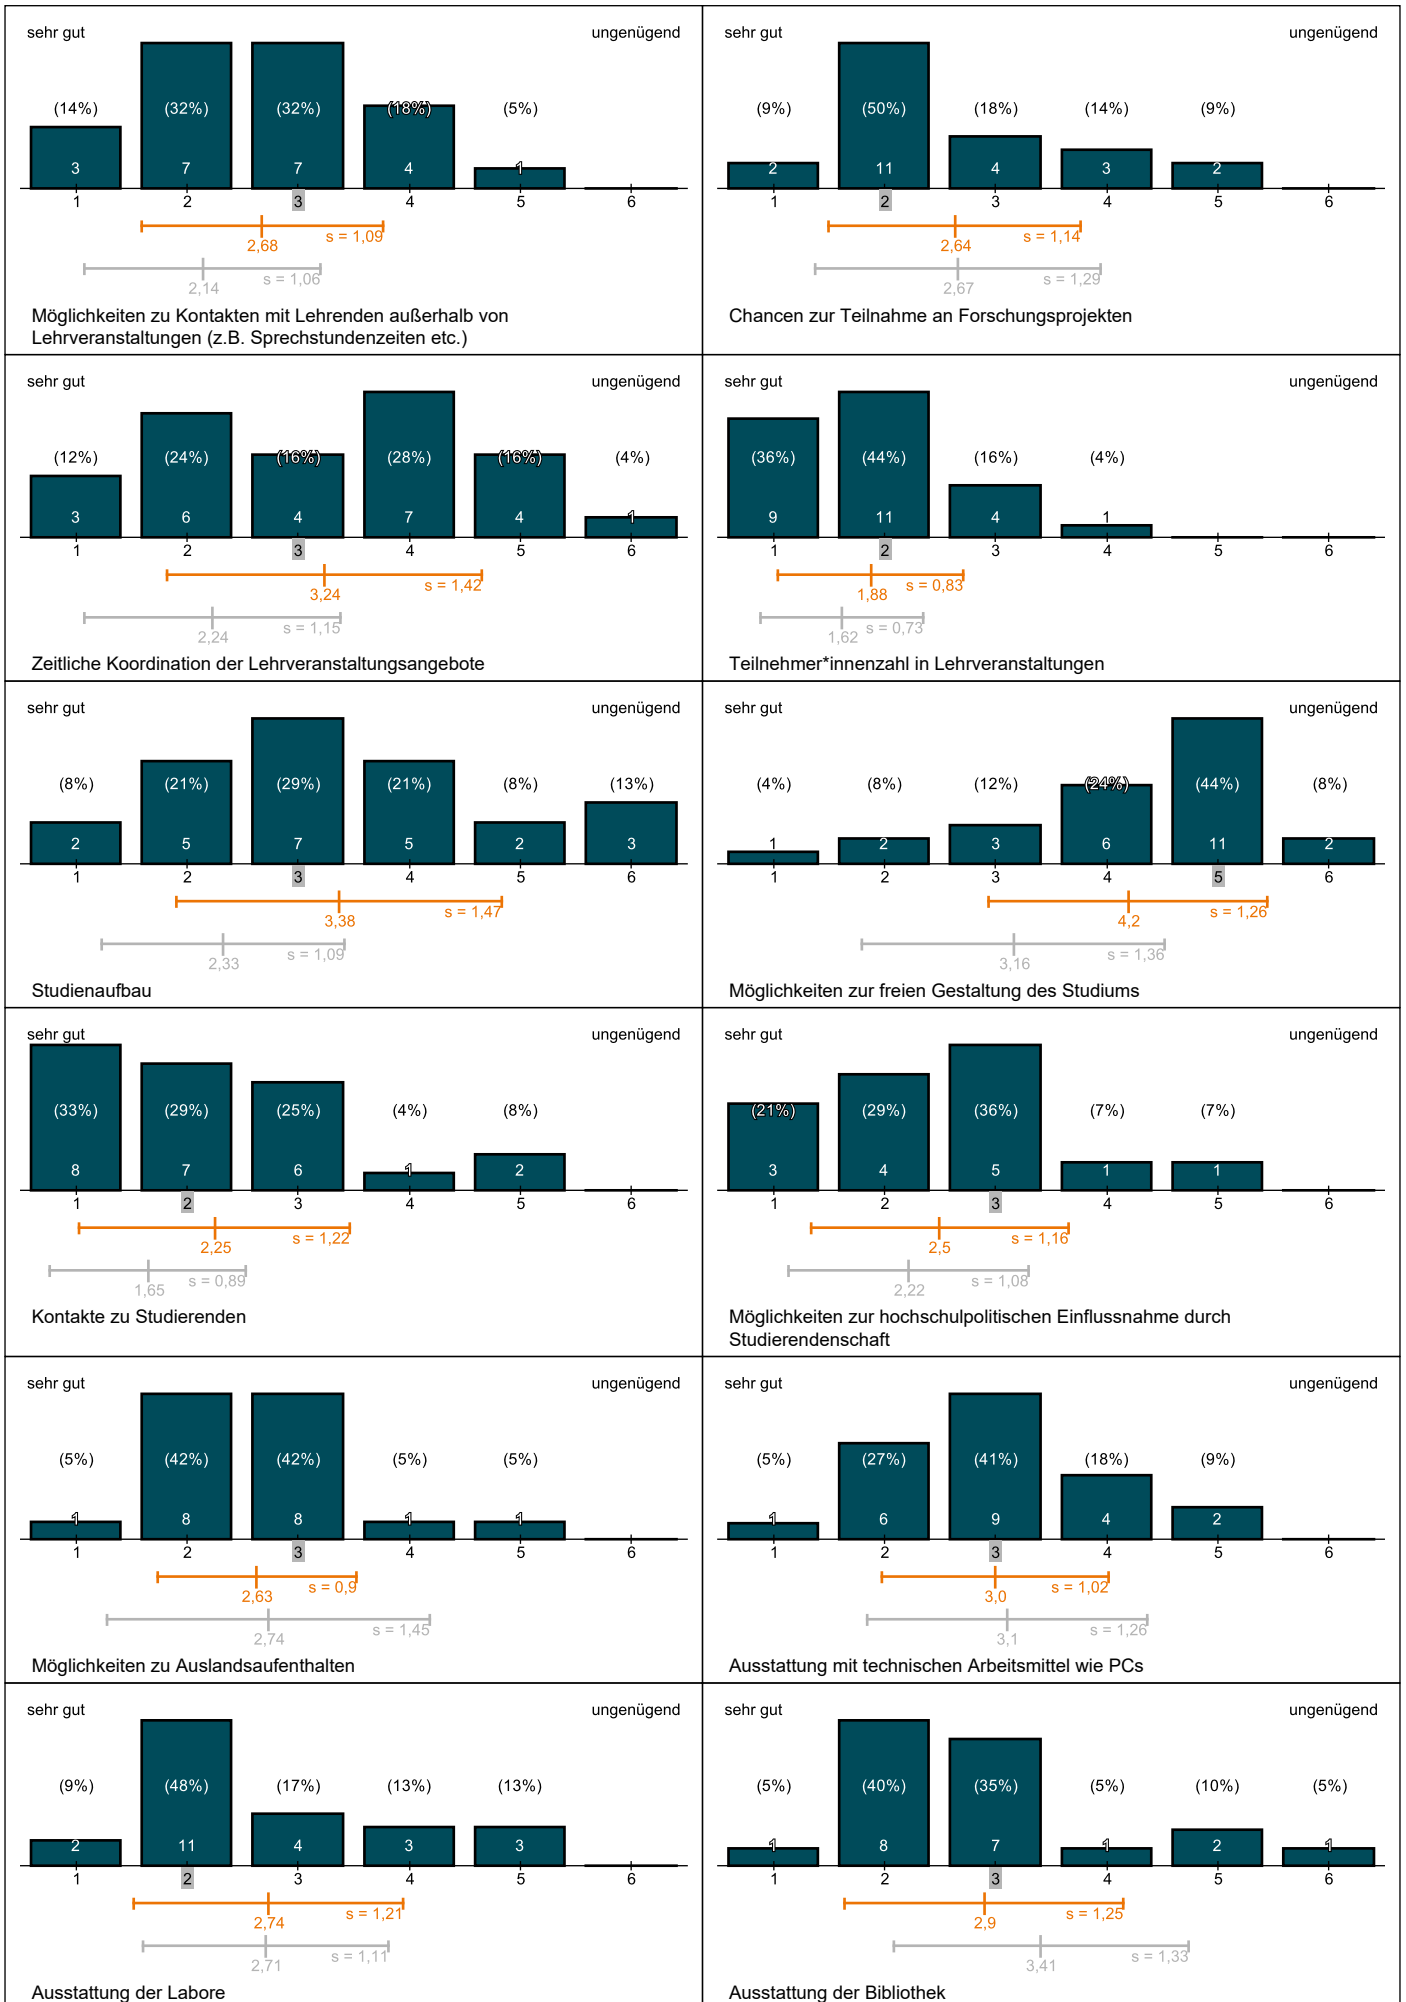 sehr gut ungenügend
(14%) (32%) (32%) (18%) (5%)
3 7 7 4 1
1 2 3 4 5 6
s = 1,09
2,68
s = 1,06
2,14
Möglichkeiten zu Kontakten mit Lehrenden außerhalb von
Lehrveranstaltungen (z.B. Sprechstundenzeiten etc.)
sehr gut ungenügend
(9%) (50%) (18%) (14%) (9%)
2 11 4 3 2
1 2 3 4 5 6
s = 1,14
2,64
s = 1,29
2,67
Chancen zur Teilnahme an Forschungsprojekten
sehr gut ungenügend
(12%) (24%) (16%) (28%) (16%) (4%)
3 6 4 7 4 1
1 2 3 4 5 6
s = 1,42
3,24
s = 1,15
2,24
Zeitliche Koordination der Lehrveranstaltungsangebote
sehr gut ungenügend
(36%) (44%) (16%) (4%)
9 11 4 1
1 2 3 4 5 6
s = 0,83
1,88
s = 0,73
1,62
Teilnehmer*innenzahl in Lehrveranstaltungen
sehr gut ungenügend
(8%) (21%) (29%) (21%) (8%) (13%)
2 5 7 5 2 3
1 2 3 4 5 6
s = 1,47
3,38
s = 1,09
2,33
Studienaufbau
sehr gut ungenügend
(4%) (8%) (12%) (24%) (44%) (8%)
1 2 3 6 11 2
1 2 3 4 5 6
s = 1,26
4,2
s = 1,36
3,16
Möglichkeiten zur freien Gestaltung des Studiums
sehr gut ungenügend
(33%) (29%) (25%) (4%) (8%)
8 7 6 1 2
1 2 3 4 5 6
s = 1,22
2,25
s = 0,89
1,65
Kontakte zu Studierenden
sehr gut ungenügend
(21%) (29%) (36%) (7%) (7%)
3 4 5 1 1
1 2 3 4 5 6
s = 1,16
2,5
s = 1,08
2,22
Möglichkeiten zur hochschulpolitischen Einflussnahme durch
Studierendenschaft
sehr gut ungenügend
(5%) (42%) (42%) (5%) (5%)
1 8 8 1 1
1 2 3 4 5 6
s = 0,9
2,63
s = 1,45
2,74
Möglichkeiten zu Auslandsaufenthalten
sehr gut ungenügend
(5%) (27%) (41%) (18%) (9%)
1 6 9 4 2
1 2 3 4 5 6
s = 1,02
3,0
s = 1,26
3,1
Ausstattung mit technischen Arbeitsmittel wie PCs
sehr gut ungenügend
(9%) (48%) (17%) (13%) (13%)
2 11 4 3 3
1 2 3 4 5 6
s = 1,21
2,74
s = 1,11
2,71
Ausstattung der Labore
sehr gut ungenügend
(5%) (40%) (35%) (5%) (10%) (5%)
1 8 7 1 2 1
1 2 3 4 5 6
s = 1,25
2,9
s = 1,33
3,41
Ausstattung der Bibliothek